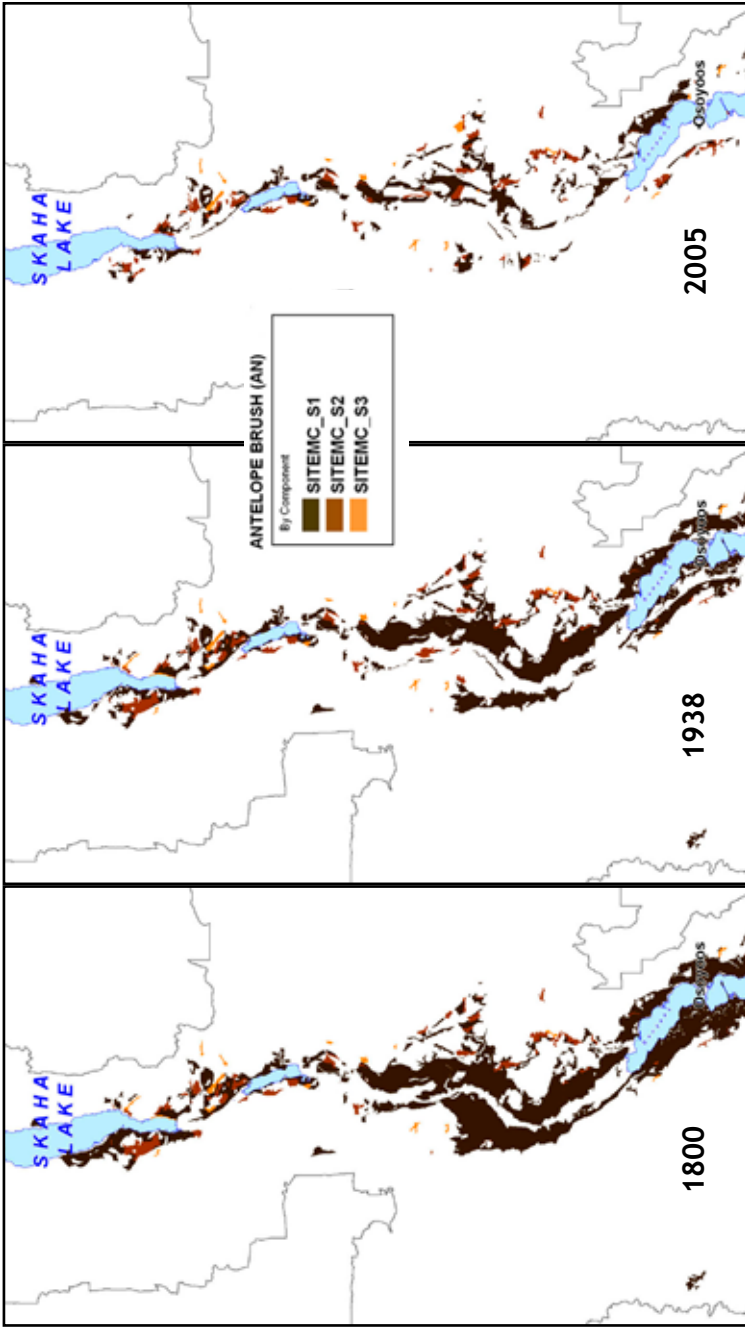 SKAHA
LAKE
Osoyoos
2005
ANTELOPE BRUSH (AN)
By Component
SITEMC_S1
SITEMC_S2
SITEMC_S3
SKAHA
LAKE
Osoyoos
1938
SKAHA
LAKE
Osoyoos
1800